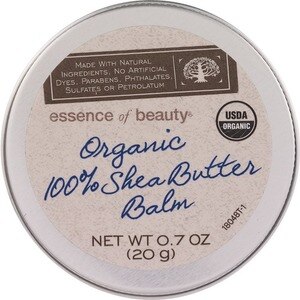 Made With Natural
Ingredients, No Artificial
Dyes, Parabens, Phthalates,
Sulfates or Petrolatum
essence of beauty®
USDA
ORGANIC
Organic
100% Shea Butter
Balm
18048T-1
NET WT 0.7 OZ
(20 g)